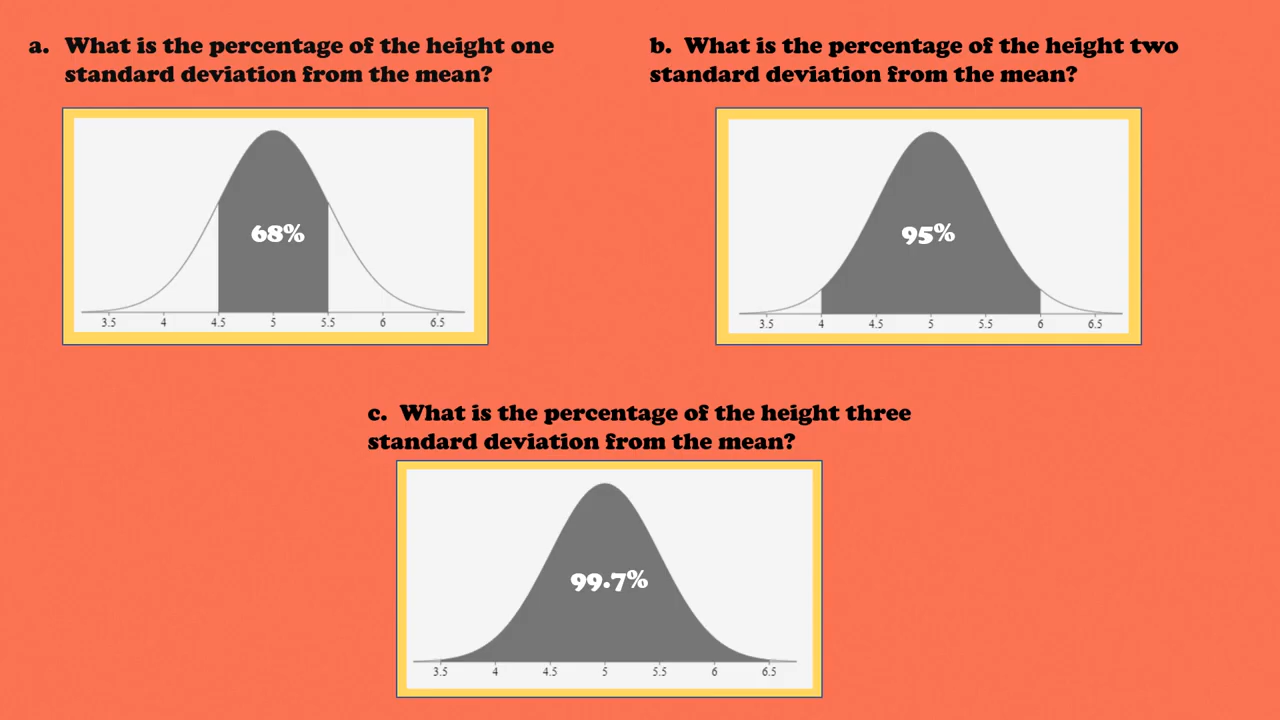 a. What is the percentage of the height one
standard deviation from the mean?
68%
3.5 4 4.5 5 5.5 6 6.5
b. What is the percentage of the height two
standard deviation from the mean?
95%
3.5 4 4.5 5 5.5 6 6.5
c. What is the percentage of the height three
standard deviation from the mean?
99.7%
3.5 4 4.5 5 5.5 6 6.5